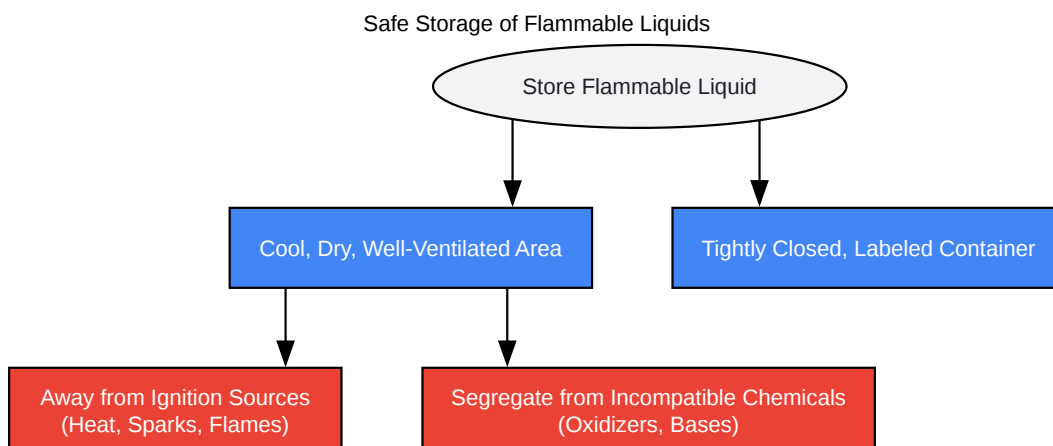 Safe Storage of Flammable Liquids
Store Flammable Liquid
Cool, Dry, Well-Ventilated Area
Tightly Closed, Labeled Container
Away from Ignition Sources
(Heat, Sparks, Flames)
Segregate from Incompatible Chemicals
(Oxidizers, Bases)